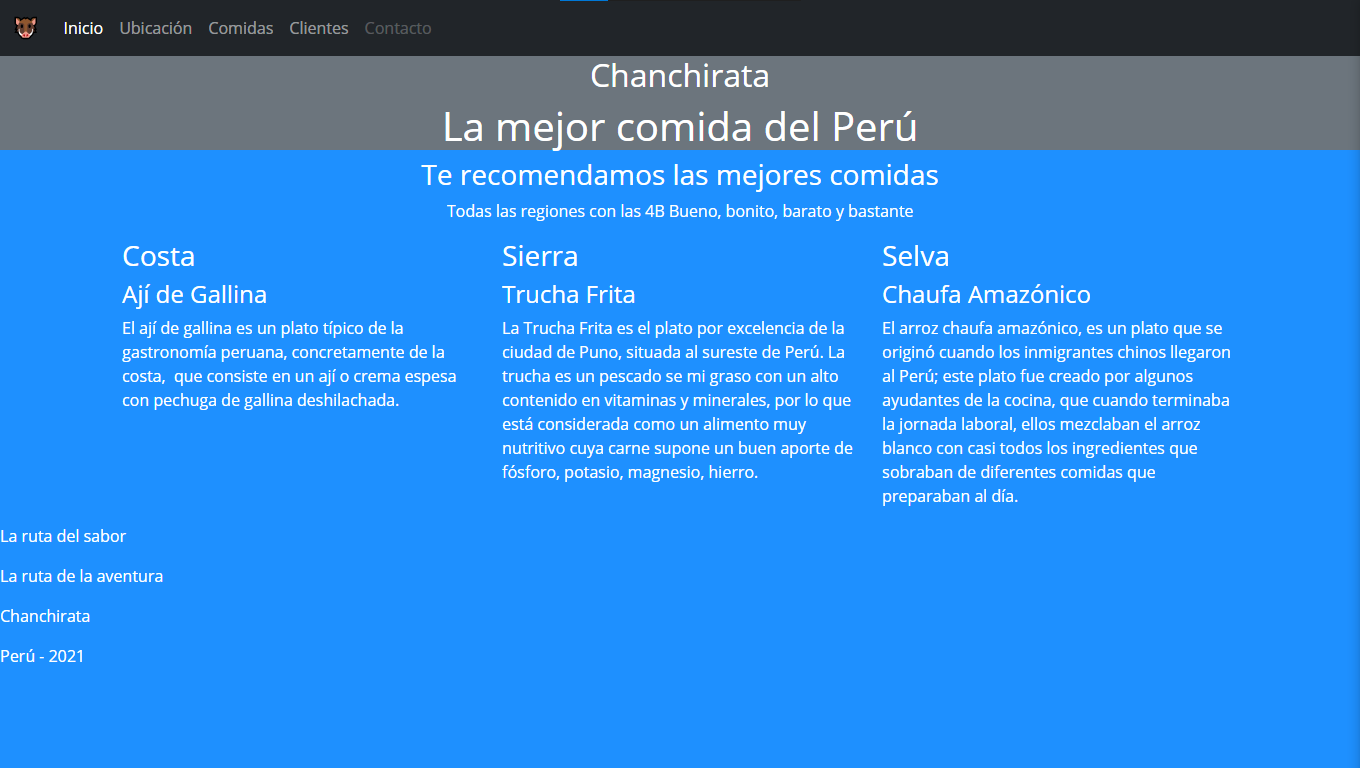 Inicio Ubicación Comidas Clientes Contacto
Chanchirata
La mejor comida del Perú
Te recomendamos las mejores comidas
Todas las regiones con las 4B Bueno, bonito, barato y bastante
Costa
Ají de Gallina
El ají de gallina es un plato típico de la
gastronomía peruana, concretamente de la
costa,  que consiste en un ají o crema espesa
con pechuga de gallina deshilachada.
Sierra
Trucha Frita
La Trucha Frita es el plato por excelencia de la
ciudad de Puno, situada al sureste de Perú. La
trucha es un pescado se mi graso con un alto
contenido en vitaminas y minerales, por lo que
está considerada como un alimento muy
nutritivo cuya carne supone un buen aporte de
fósforo, potasio, magnesio, hierro.
Selva
Chaufa Amazónico
El arroz chaufa amazónico, es un plato que se
originó cuando los inmigrantes chinos llegaron
al Perú; este plato fue creado por algunos
ayudantes de la cocina, que cuando terminaba
la jornada laboral, ellos mezclaban el arroz
blanco con casi todos los ingredientes que
sobraban de diferentes comidas que
preparaban al día.
La ruta del sabor
La ruta de la aventura
Chanchirata
Perú - 2021